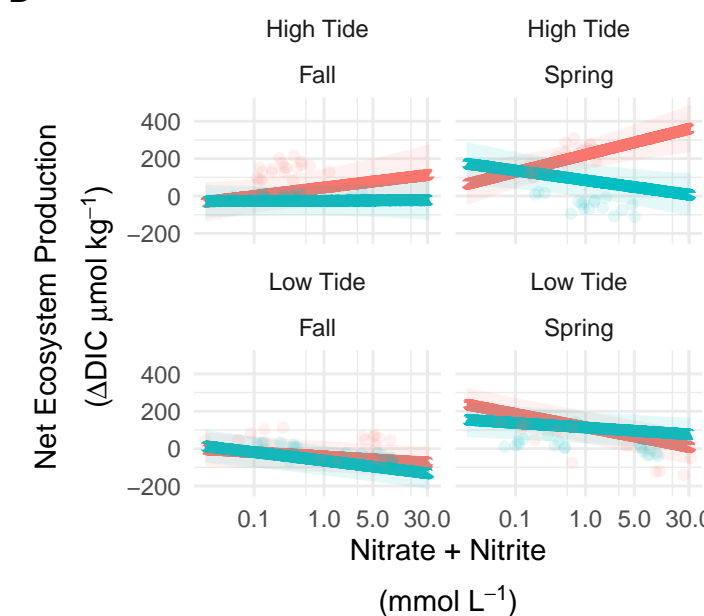 High Tide
High Tide
Fall
Spring
400
200
0
−200
Low Tide
Low Tide
Fall
Spring
400
200
0
−200
0.1 1.0 5.0 30.0
0.1 1.0 5.0 30.0
Net Ecosystem Production
(ΔDIC μmol kg⁻¹)
Nitrate + Nitrite
(mmol L⁻¹)